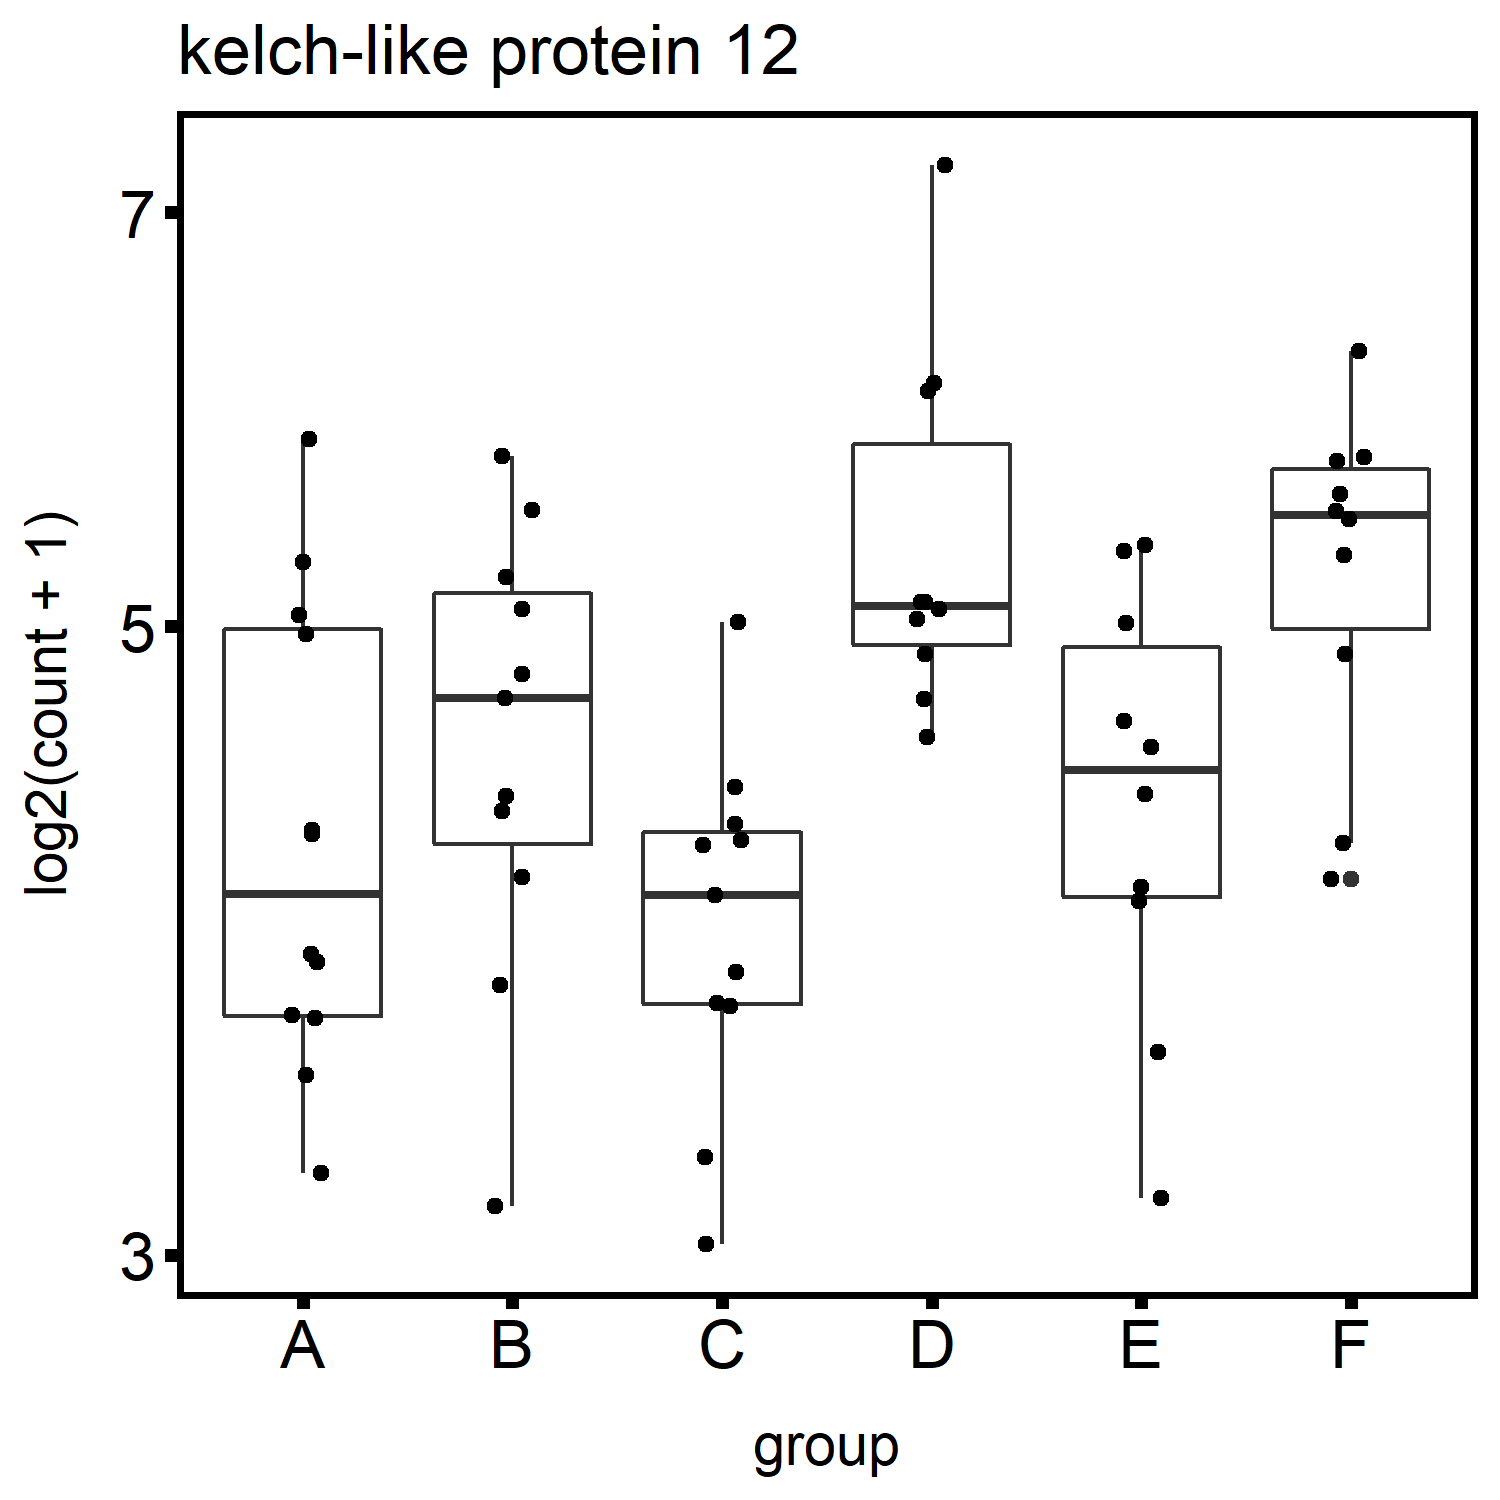 kelch-like protein 12
log2(count + 1)
7
5
3
A B C D E F
group